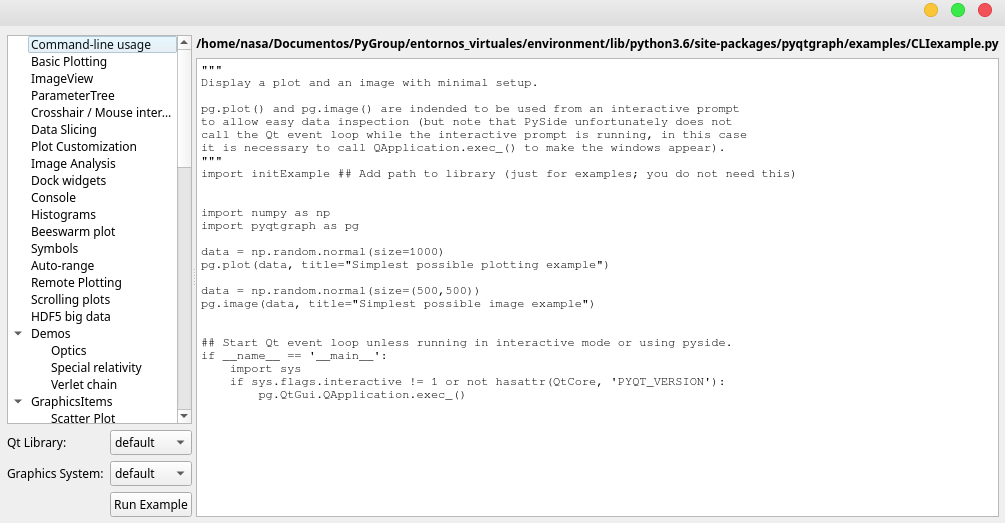 Command-line usage
Basic Plotting
ImageView
ParameterTree
Crosshair / Mouse inter...
Data Slicing
Plot Customization
Image Analysis
Dock widgets
Console
Histograms
Beeswarm plot
Symbols
Auto-range
Remote Plotting
Scrolling plots
HDF5 big data
Demos
Optics
Special relativity
Verlet chain
GraphicsItems
Scatter Plot
Qt Library:
default
Graphics System:
default
Run Example
/home/nasa/Documentos/PyGroup/entornos_virtuales/environment/lib/python3.6/site-packages/pyqtgraph/examples/CLIexample.py
"""
Display a plot and an image with minimal setup.
pg.plot() and pg.image() are indended to be used from an interactive prompt
to allow easy data inspection (but note that PySide unfortunately does not
call the Qt event loop while the interactive prompt is running, in this case
it is necessary to call QApplication.exec_() to make the windows appear).
"""
import initExample ## Add path to library (just for examples; you do not need this)
import numpy as np
import pyqtgraph as pg
data = np.random.normal(size=1000)
pg.plot(data, title="Simplest possible plotting example")
data = np.random.normal(size=(500,500))
pg.image(data, title="Simplest possible image example")
## Start Qt event loop unless running in interactive mode or using pyside.
if __name__ == '__main__':
    import sys
    if sys.flags.interactive != 1 or not hasattr(QtCore, 'PYQT_VERSION'):
        pg.QtGui.QApplication.exec_()